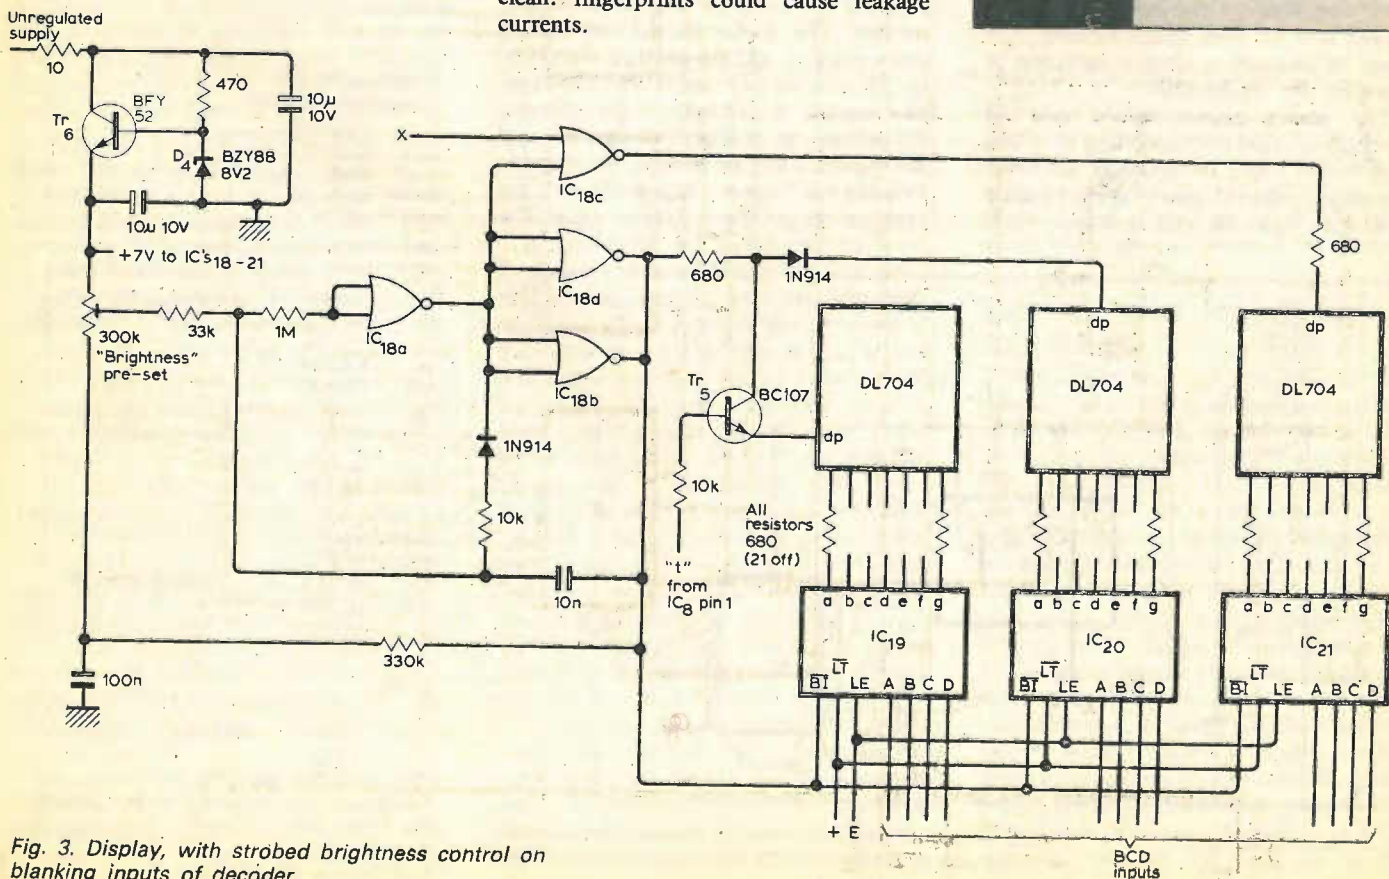 clean: fingerprints could cause leakage
currents.
Unregulated
supply
10
470
10µ
10V
BFY
52
Tr
6
D4
BZY88
8V2
10µ 10V
+7V to IC's18-21
300k
"Brightness"
pre-set
33k
1M
IC18a
X
IC18c
IC18d
IC18b
680
1N914
680
1N914
10k
10n
330k
100n
Tr
5
BC107
10k
"t"
from
IC8 pin 1
dp
DL704
dp
DL704
dp
DL704
All
resistors
680
(21 off)
a b c d e f g
IC19
LT
BI LE A B C D
a b c d e f g
IC20
LT
BI LE A B C D
a b c d e f g
IC21
LT
BI LE A B C D
+ E
BCD
inputs
Fig. 3. Display, with strobed brightness control on
blanking inputs of decoder